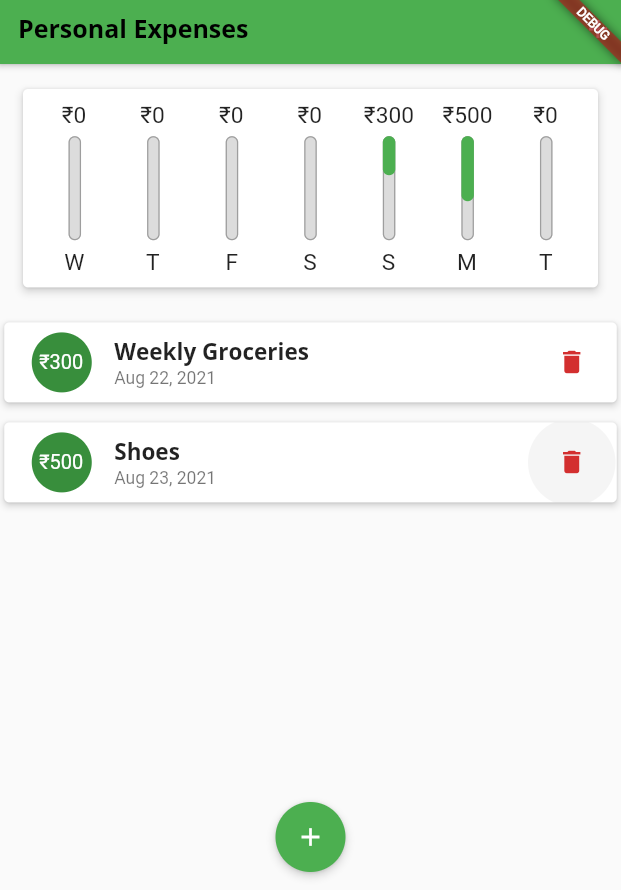 Personal Expenses
DEBUG
₹0 ₹0 ₹0 ₹0 ₹300 ₹500 ₹0
W T F S S M T
₹300
Weekly Groceries
Aug 22, 2021
₹500
Shoes
Aug 23, 2021
+